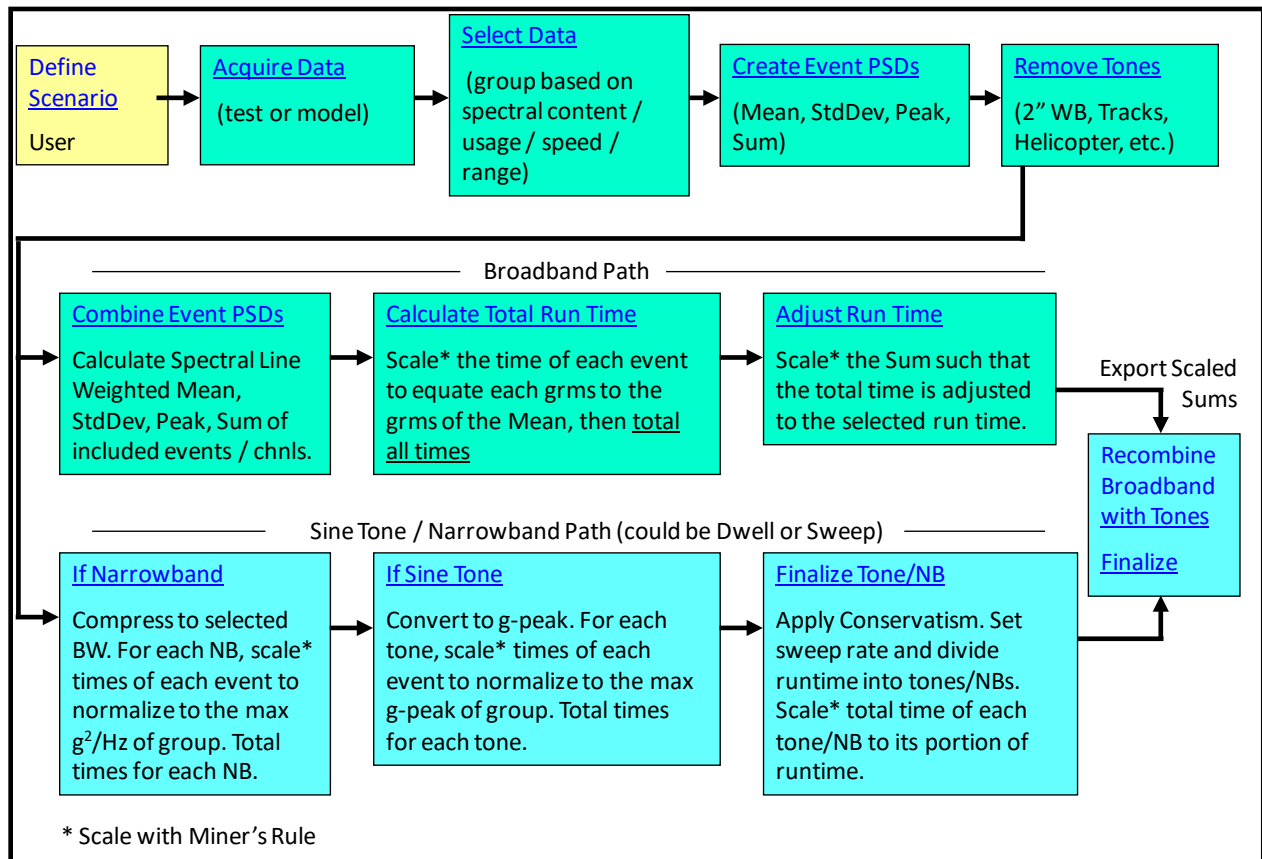 Define
Scenario
User
Acquire Data
(test or model)
Select Data
(group based on
spectral content /
usage / speed /
range)
Create Event PSDs
(Mean, StdDev, Peak,
Sum)
Remove Tones
(2” WB, Tracks,
Helicopter, etc.)
Broadband Path
Combine Event PSDs
Calculate Spectral Line
Weighted Mean,
StdDev, Peak, Sum of
included events / chnls.
Calculate Total Run Time
Scale* the time of each event
to equate each grms to the
grms of the Mean, then total
all times
Adjust Run Time
Scale* the Sum such that
the total time is adjusted
to the selected run time.
Export Scaled
Sums
Recombine
Broadband
with Tones
Finalize
Sine Tone / Narrowband Path (could be Dwell or Sweep)
If Narrowband
Compress to selected
BW. For each NB, scale*
times of each event to
normalize to the max
g²/Hz of group. Total
times for each NB.
If Sine Tone
Convert to g-peak. For each
tone, scale* times of each
event to normalize to the max
g-peak of group. Total times
for each tone.
Finalize Tone/NB
Apply Conservatism. Set
sweep rate and divide
runtime into tones/NBs.
Scale* total time of each
tone/NB to its portion of
runtime.
* Scale with Miner’s Rule